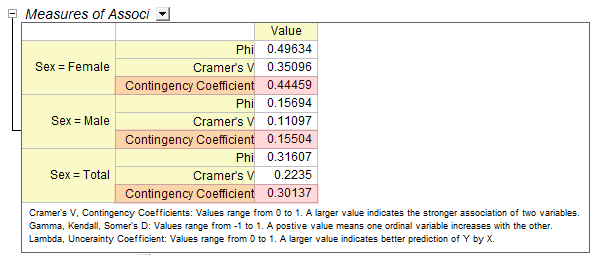 Measures of Associ
Value
Sex = Female
Phi 0.49634
Cramer's V 0.35096
Contingency Coefficient 0.44459
Sex = Male
Phi 0.15694
Cramer's V 0.11097
Contingency Coefficient 0.15504
Sex = Total
Phi 0.31607
Cramer's V 0.2235
Contingency Coefficient 0.30137
Cramer's V, Contingency Coefficients: Values range from 0 to 1. A larger value indicates the stronger association of two variables.
Gamma, Kendall, Somer's D: Values range from -1 to 1. A postive value means one ordinal variable increases with the other.
Lambda, Uncerainty Coefficient: Values range from 0 to 1. A larger value indicates better prediction of Y by X.